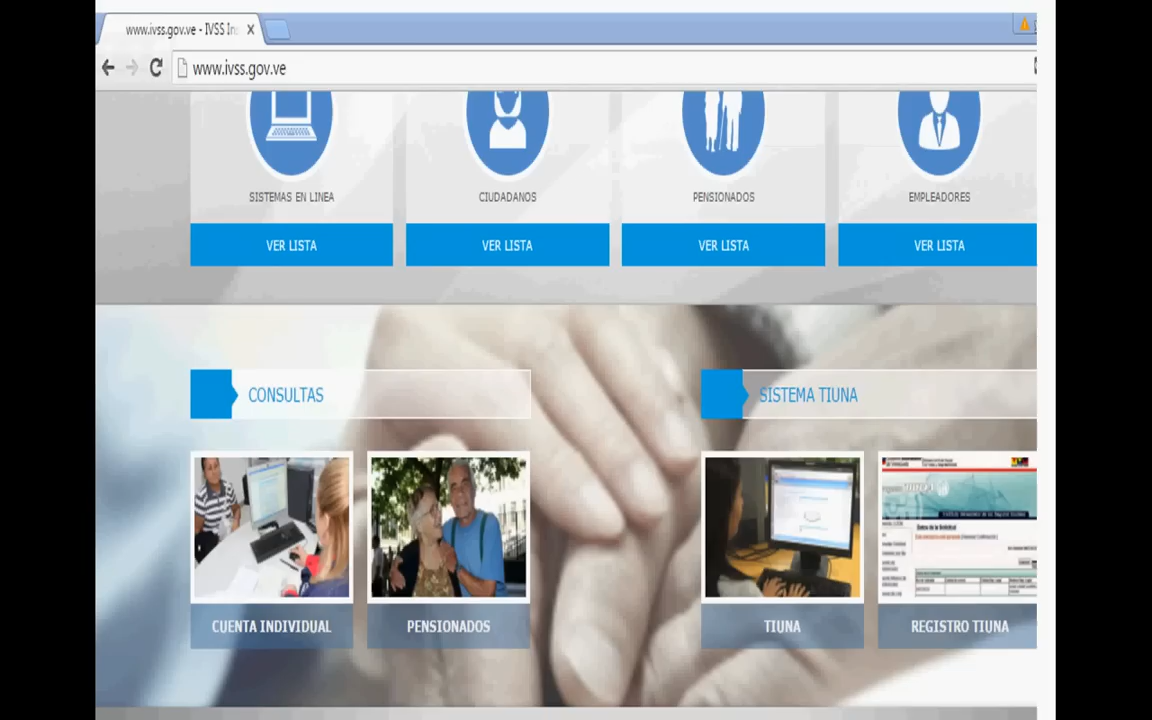 www.ivss.gov.ve - IVSS In
www.ivss.gov.ve
SISTEMAS EN LINEA
CIUDADANOS
PENSIONADOS
EMPLEADORES
VER LISTA
VER LISTA
VER LISTA
VER LISTA
CONSULTAS
SISTEMA TIUNA
CUENTA INDIVIDUAL
PENSIONADOS
TIUNA
REGISTRO TIUNA